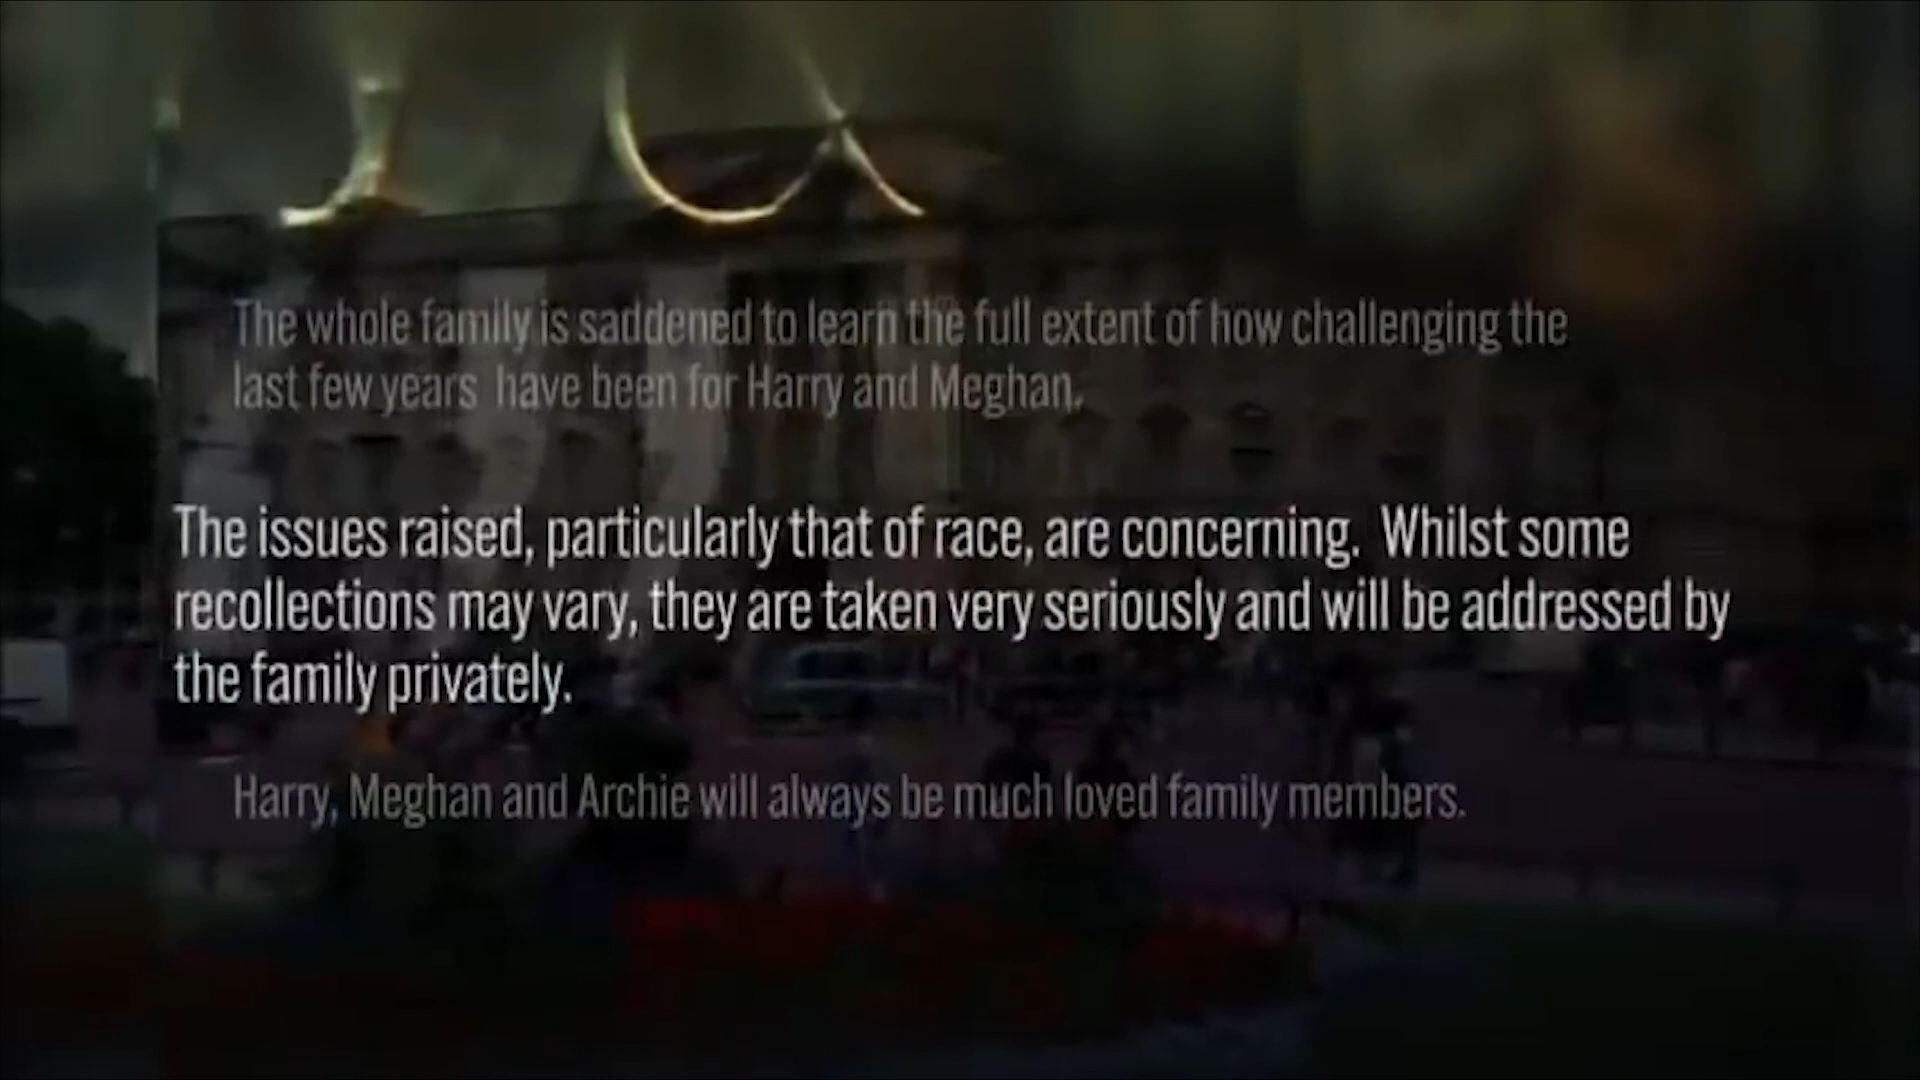 The whole family is saddened to learn the full extent of how challenging the
last few years have been for Harry and Meghan.
The issues raised, particularly that of race, are concerning. Whilst some
recollections may vary, they are taken very seriously and will be addressed by
the family privately.
Harry, Meghan and Archie will always be much loved family members.